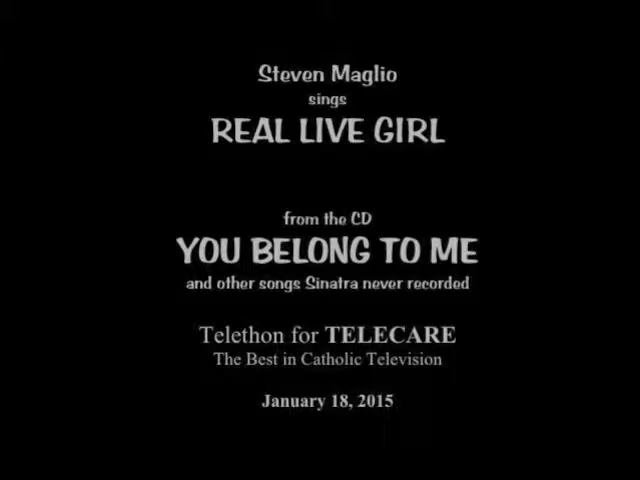 Steven Maglio
sings
REAL LIVE GIRL
from the CD
YOU BELONG TO ME
and other songs Sinatra never recorded
Telethon for TELECARE
The Best in Catholic Television
January 18, 2015